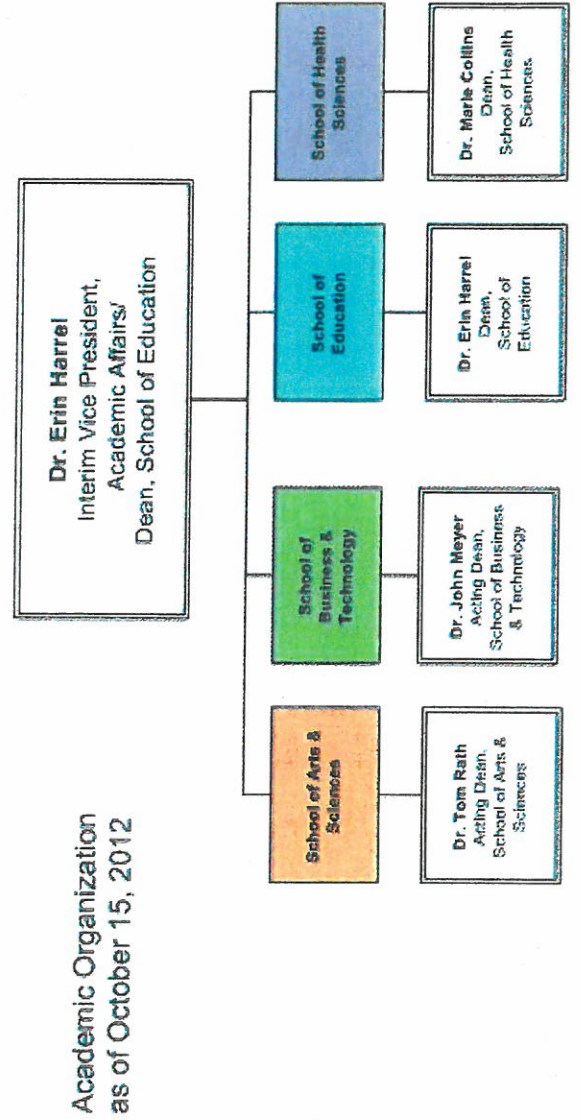 Academic Organization
as of October 15, 2012
Dr. Erin Harrel
Interim Vice President,
Academic Affairs/
Dean, School of Education
School of Arts &
Sciences
School of
Business &
Technology
School of
Education
School of Health
Sciences
Dr. Tom Rath
Acting Dean,
School of Arts &
Sciences
Dr. John Meyer
Acting Dean,
School of Business
& Technology
Dr. Erin Harrel
Dean,
School of
Education
Dr. Marie Collins
Dean,
School of Health
Sciences